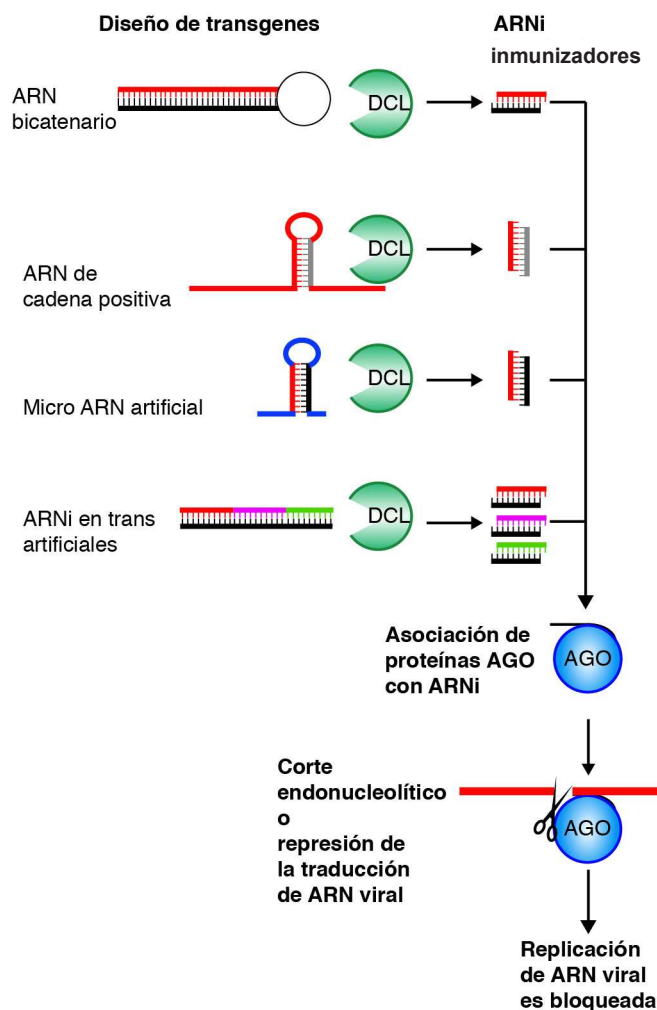 Diseño de transgenes
ARNi
inmunizadores
ARN
bicatenario
DCL
ARN de
cadena positiva
DCL
Micro ARN artificial
DCL
ARNi en trans
artificiales
DCL
Asociación de
proteínas AGO
con ARNi
AGO
Corte
endonucleolítico
o
represión de
la traducción
de ARN viral
AGO
Replicación
de ARN viral
es bloqueada